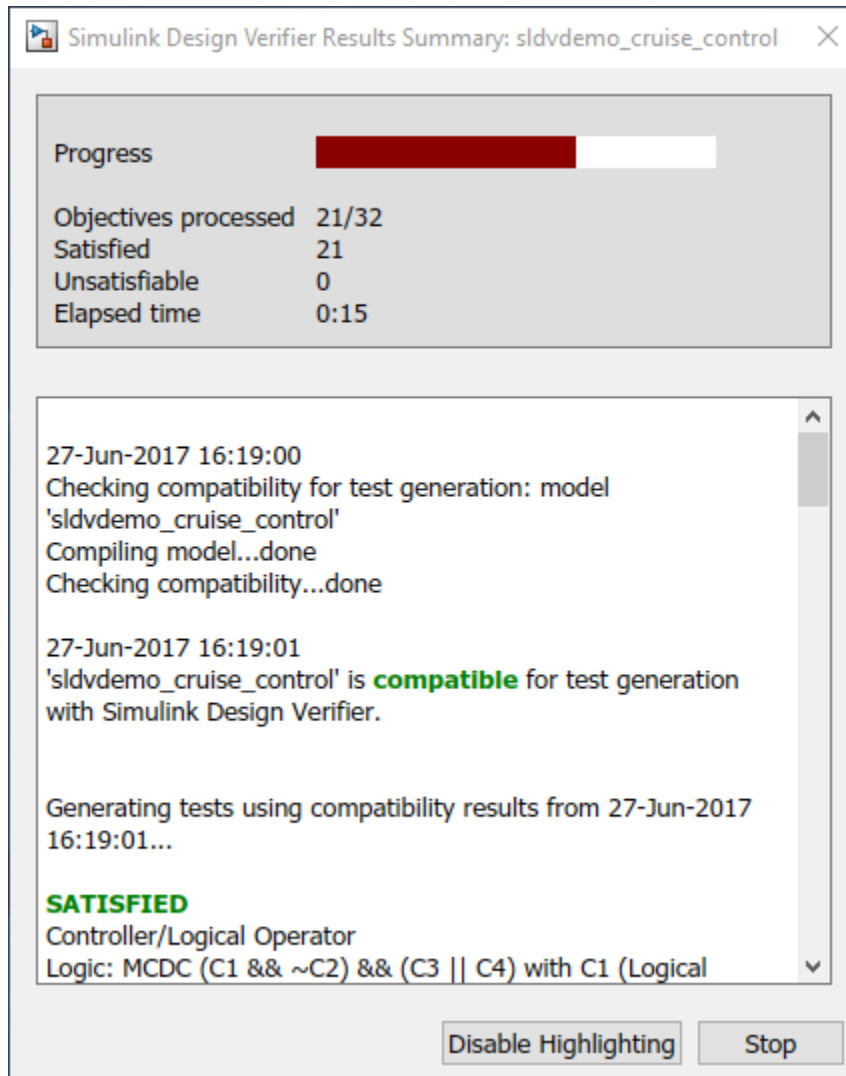 Simulink Design Verifier Results Summary: sldvdemo_cruise_control
Progress
Objectives processed 21/32
Satisfied 21
Unsatisfiable 0
Elapsed time 0:15
27-Jun-2017 16:19:00
Checking compatibility for test generation: model
'sldvdemo_cruise_control'
Compiling model...done
Checking compatibility...done
27-Jun-2017 16:19:01
'sldvdemo_cruise_control' is compatible for test generation
with Simulink Design Verifier.
Generating tests using compatibility results from 27-Jun-2017
16:19:01...
SATISFIED
Controller/Logical Operator
Logic: MCDC (C1 && ~C2) && (C3 || C4) with C1 (Logical
Disable Highlighting Stop